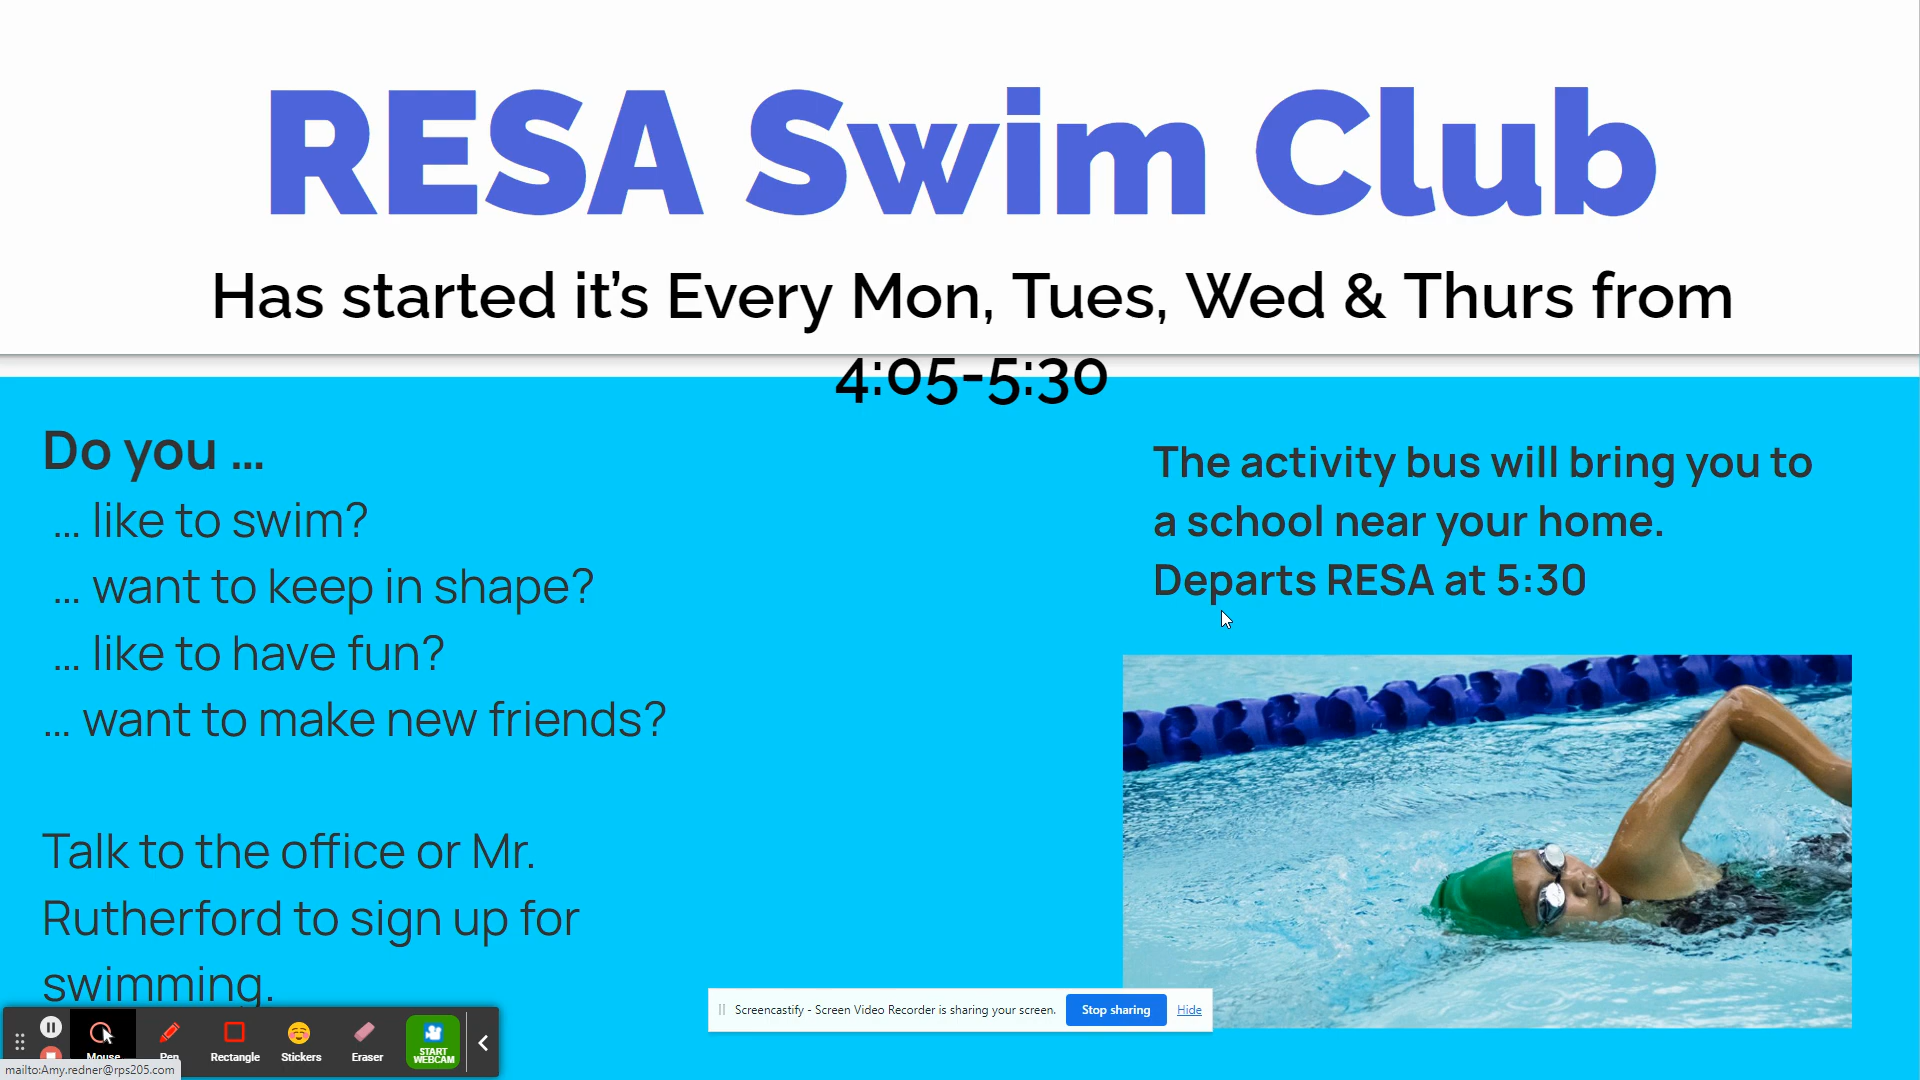 RESA Swim Club
Has started it's Every Mon, Tues, Wed & Thurs from
4:05-5:30
Do you ...
... like to swim?
... want to keep in shape?
... like to have fun?
... want to make new friends?
Talk to the office or Mr.
Rutherford to sign up for
swimming.
The activity bus will bring you to
a school near your home.
Departs RESA at 5:30
Screencastify - Screen Video Recorder is sharing your screen. Stop sharing Hide
Mouse Pen Rectangle Stickers Eraser START WEBCAM
mailto:Amy.redner@rps205.com